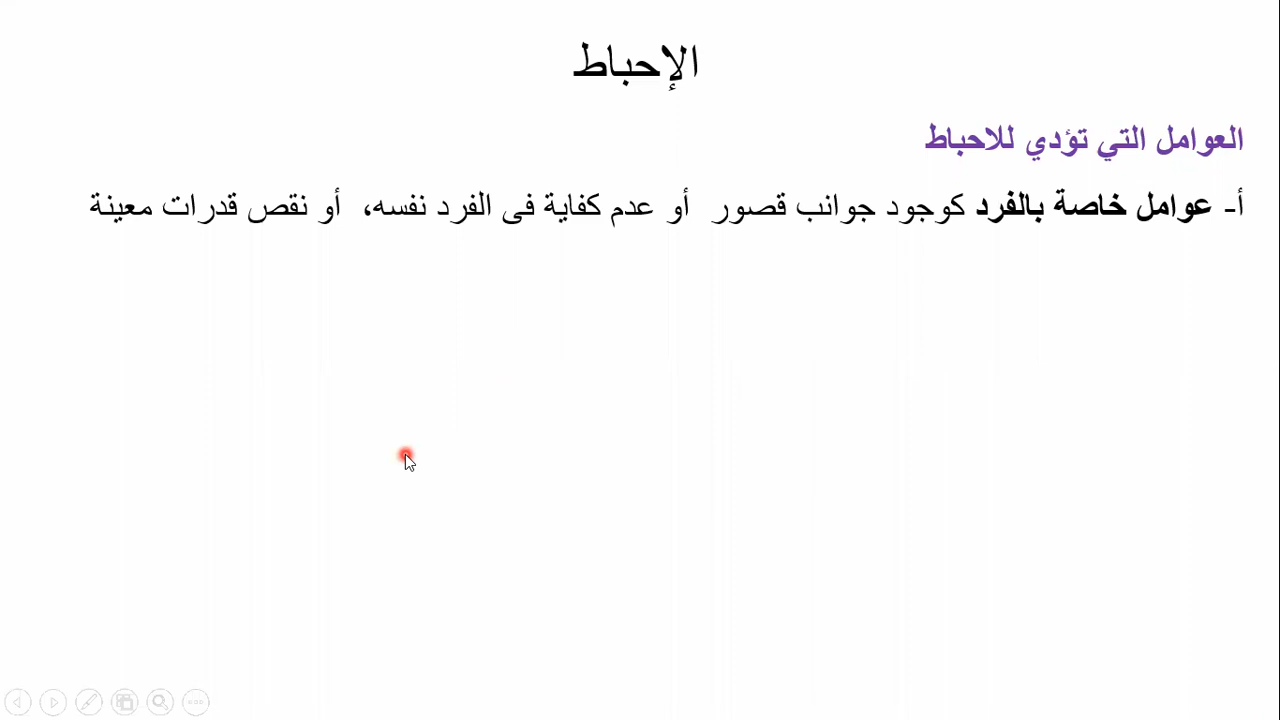 الإحباط
العوامل التي تؤدي للاحباط
أ- عوامل خاصة بالفرد كوجود جوانب قصور أو عدم كفاية فى الفرد نفسه، أو نقص قدرات معينة